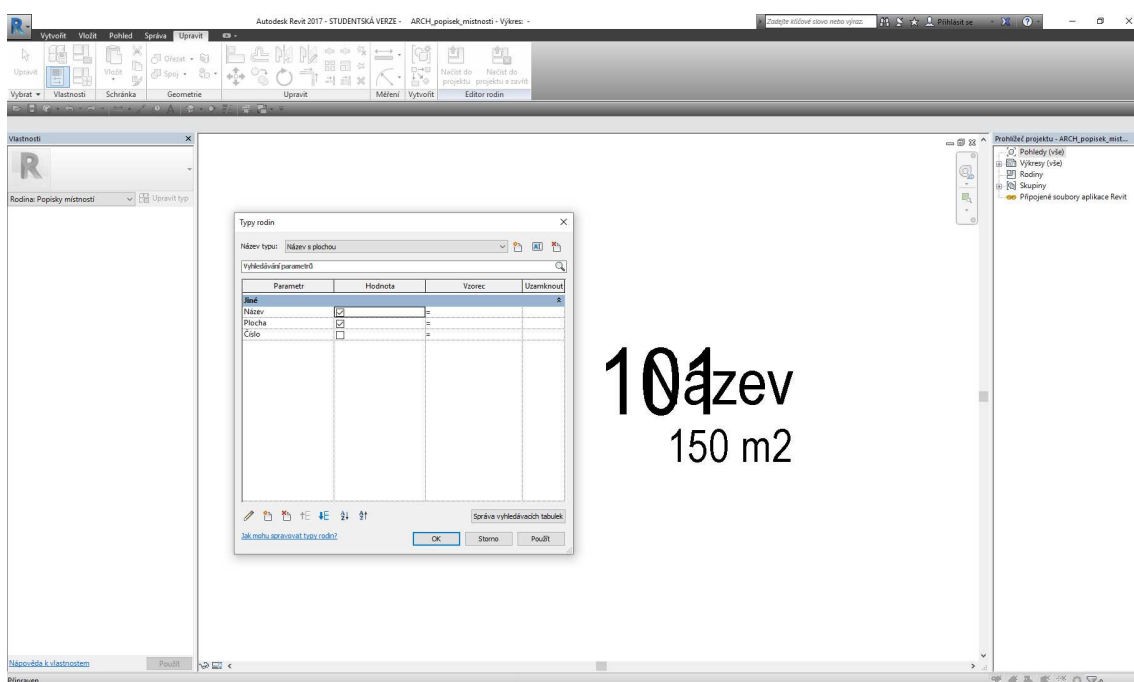 Autodesk Revit 2017 - STUDENTSKÁ VERZE - ARCH_popisek_mistnosti - Výkres: -
Zadejte klíčové slovo nebo výraz.
Přihlásit se
Vytvořit Vložit Pohled Správa Upravit
Upravit
Vložit
Ořezat
Spoj
Načíst do projektu
Načíst do projektu a zavřít
Vybrat Vlastnosti Schránka Geometrie Upravit Měření Vytvořit Editor rodin
Vlastnosti
Rodina: Popisky místností
Upravit typ
Nápověda k vlastnostem
Použít
Připraven
Typy rodin
Název typu: Název s plochou
Vyhledávání parametrů
Parametr Hodnota Vzorec Uzamknout
Jiné
Název =
Plocha =
Číslo =
Správa vyhledávacích tabulek
Jak mohu spravovat typy rodin?
OK Storno Použít
101
Název
150 m2
Prohlížeč projektu - ARCH_popisek_mist...
Pohledy (vše)
Výkresy (vše)
Rodiny
Skupiny
Připojené soubory aplikace Revit